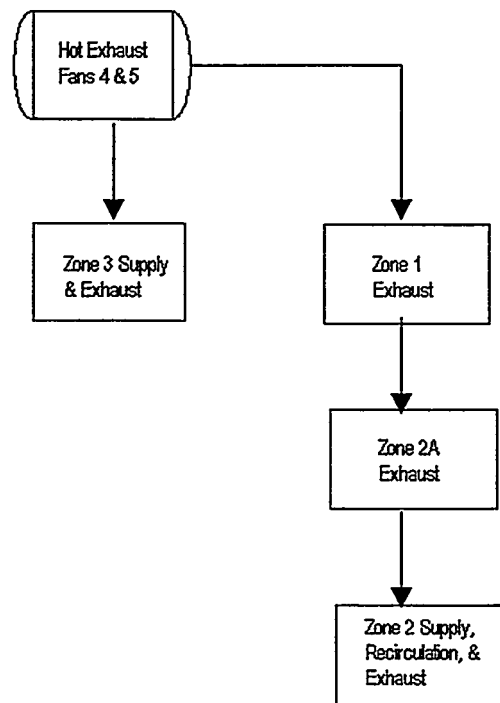 Hot Exhaust
Fans 4 & 5
Zone 3 Supply
& Exhaust
Zone 1
Exhaust
Zone 2A
Exhaust
Zone 2 Supply,
Recirculation, &
Exhaust